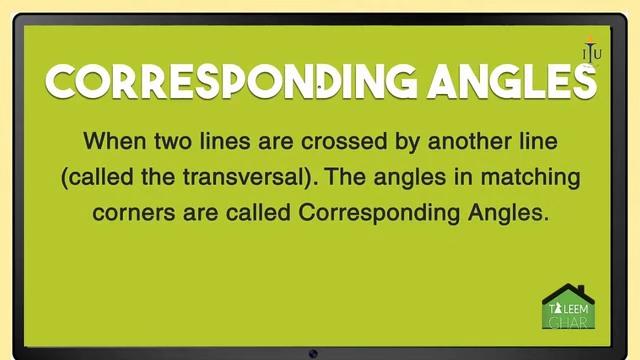 ITU
CORRESPONDING ANGLES
When two lines are crossed by another line
(called the transversal). The angles in matching
corners are called Corresponding Angles.
TALEEM
GHAR